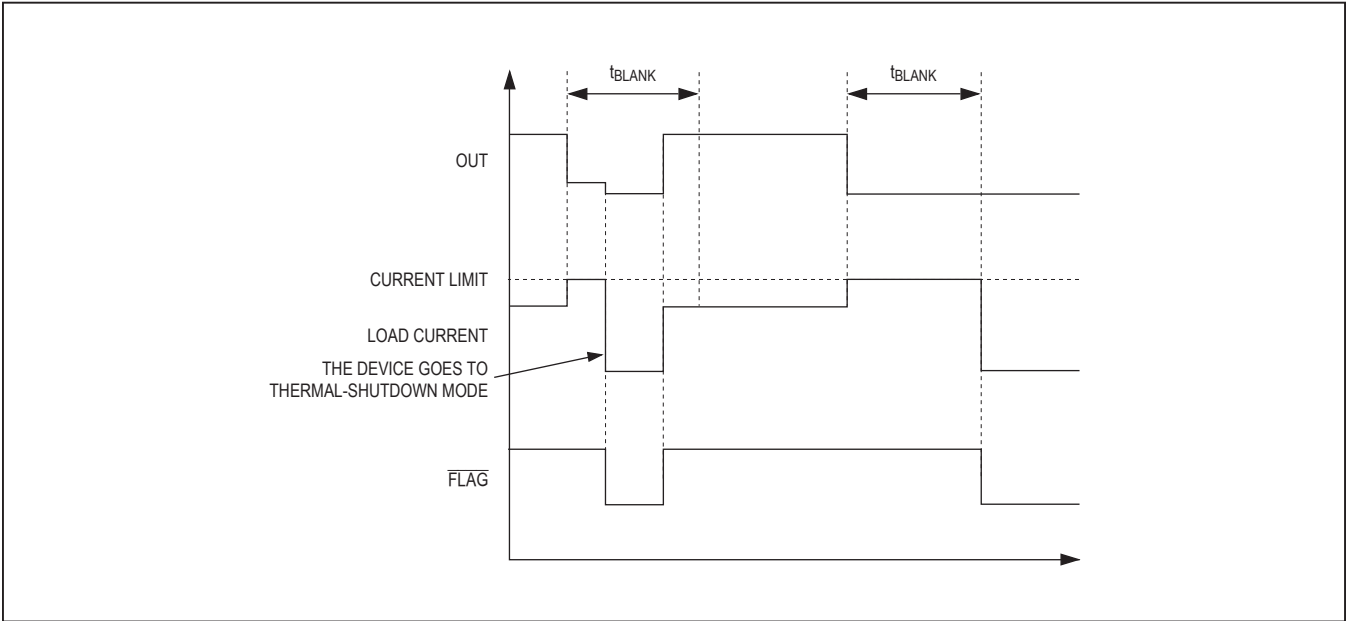 tBLANK
tBLANK
OUT
CURRENT LIMIT
LOAD CURRENT
THE DEVICE GOES TO
THERMAL-SHUTDOWN MODE
FLAG